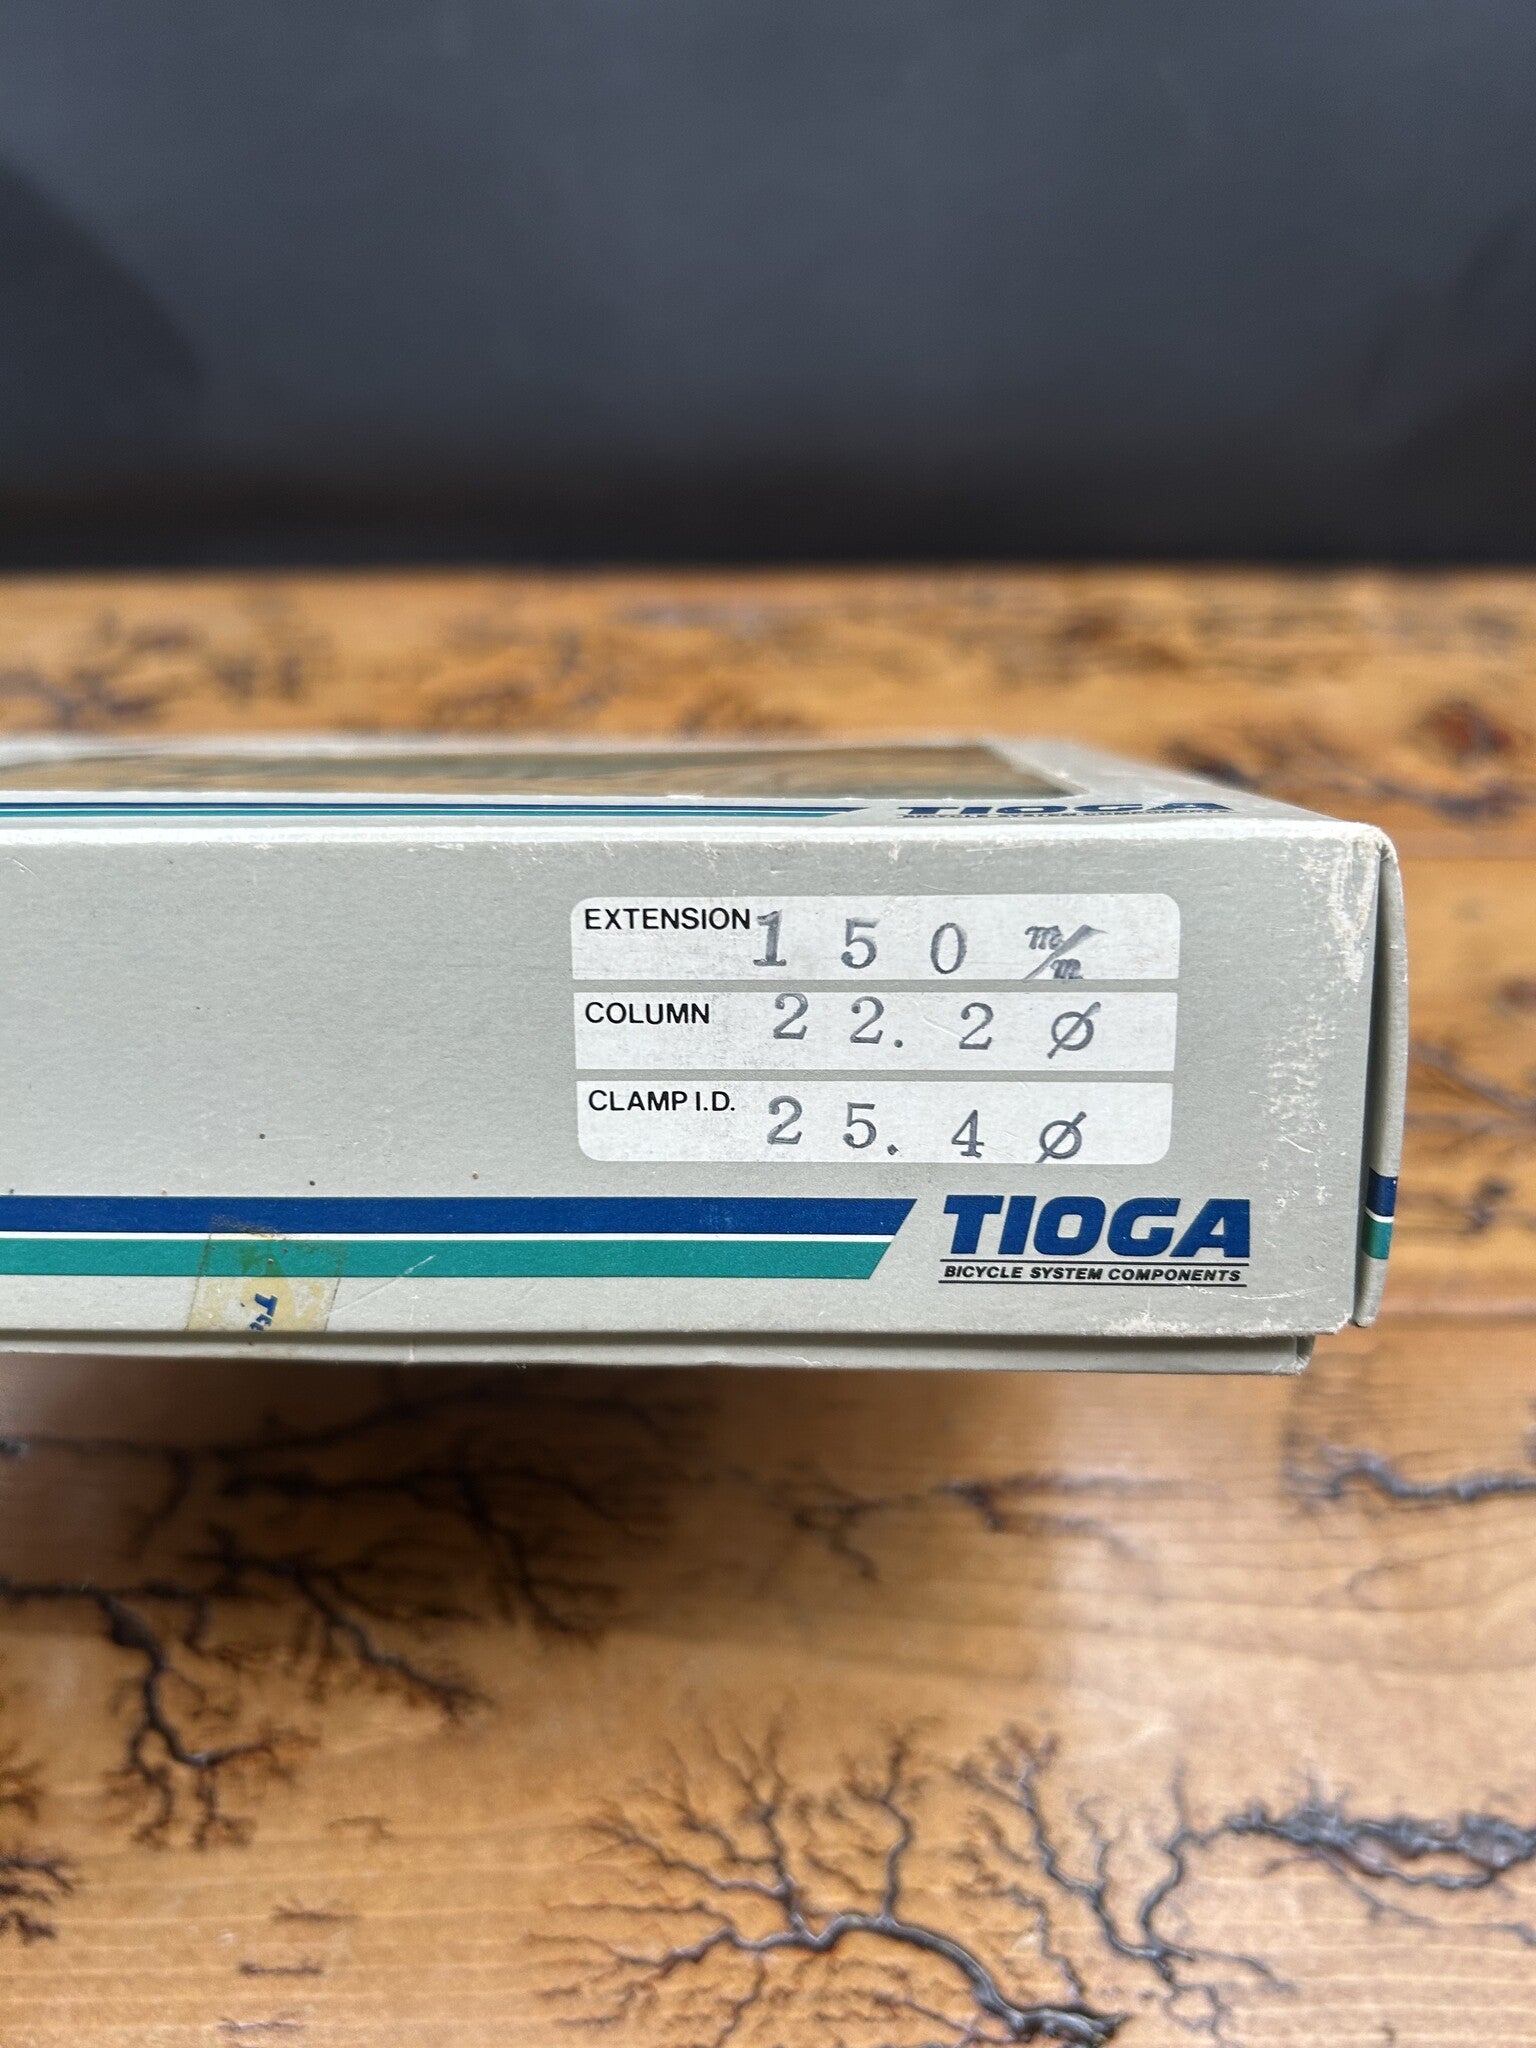 TIOGA
BICYCLE SYSTEM COMPONENTS
EXTENSION 150 m/m
COLUMN 22.2 ø
CLAMP I.D. 25.4 ø
TIOGA
BICYCLE SYSTEM COMPONENTS